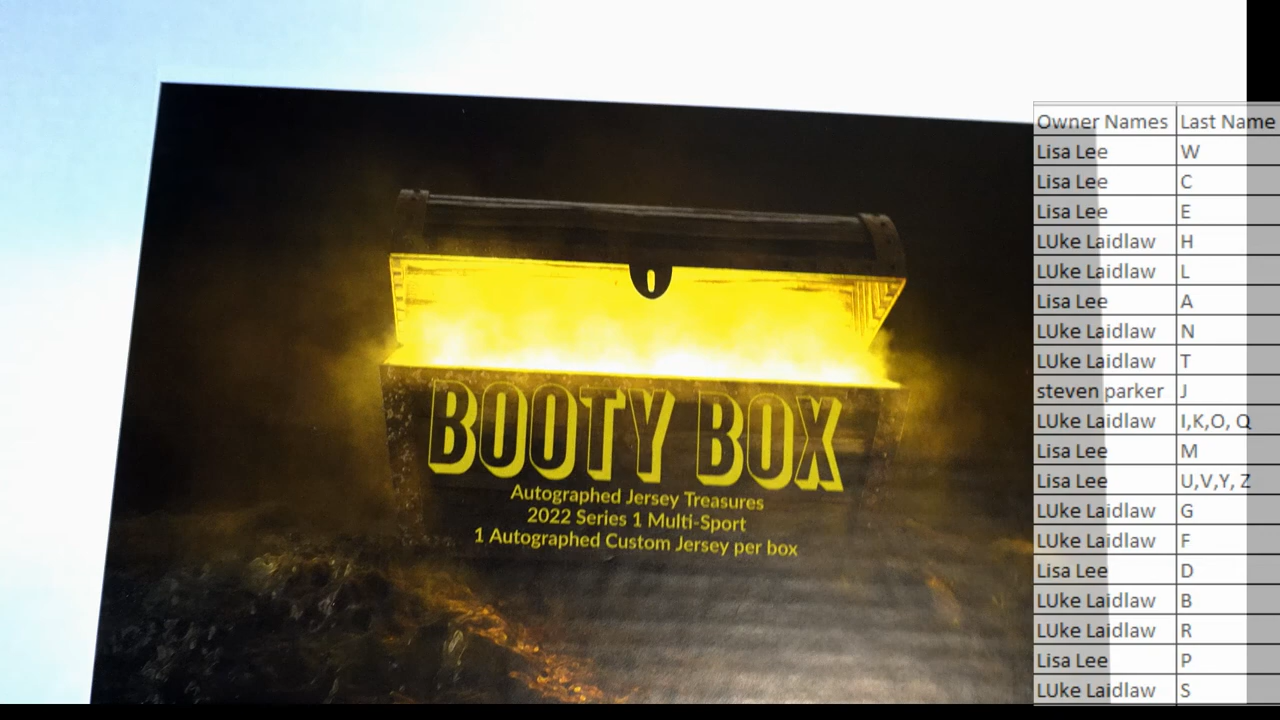 BOOTY BOX
Autographed Jersey Treasures
2022 Series 1 Multi-Sport
1 Autographed Custom Jersey per box
Owner Names Last Name
Lisa Lee W
Lisa Lee C
Lisa Lee E
LUke Laidlaw H
LUke Laidlaw L
Lisa Lee A
LUke Laidlaw N
LUke Laidlaw T
steven parker J
LUke Laidlaw I,K,O, Q
Lisa Lee M
Lisa Lee U,V,Y, Z
LUke Laidlaw G
LUke Laidlaw F
Lisa Lee D
LUke Laidlaw B
LUke Laidlaw R
Lisa Lee P
LUke Laidlaw S